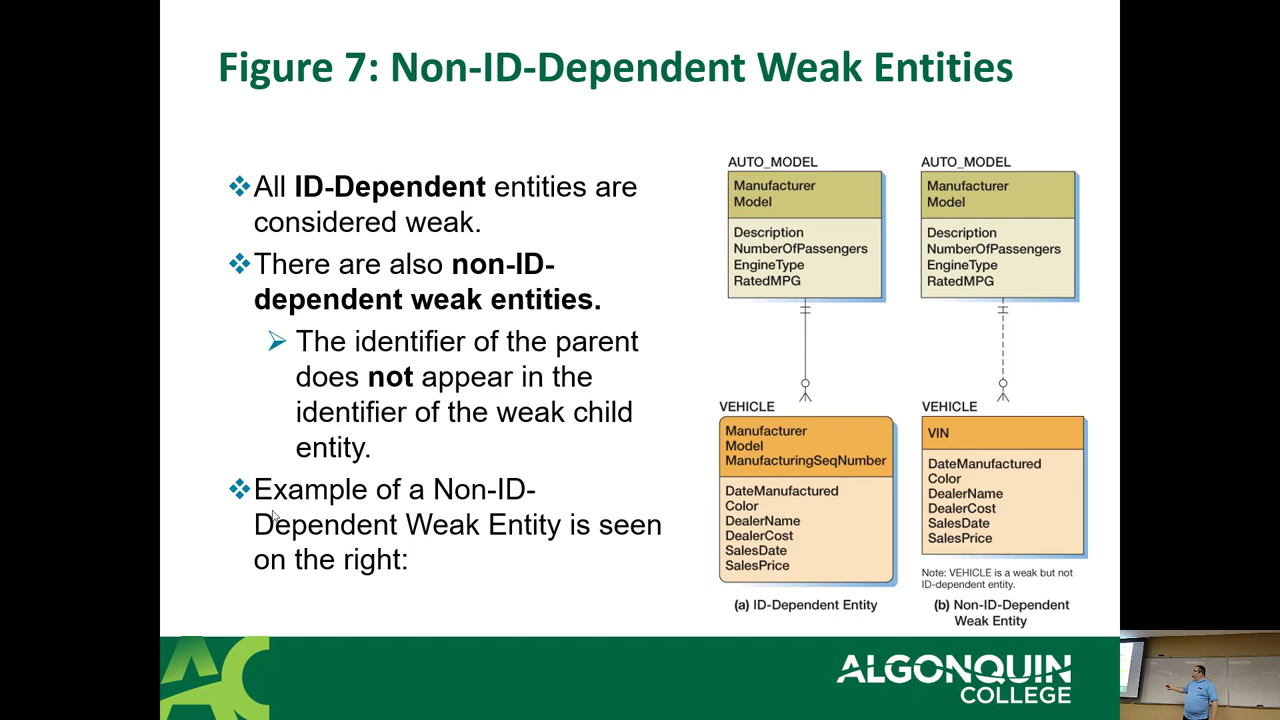 Figure 7: Non-ID-Dependent Weak Entities
All ID-Dependent entities are
considered weak.
There are also non-ID-
dependent weak entities.
The identifier of the parent
does not appear in the
identifier of the weak child
entity.
Example of a Non-ID-
Dependent Weak Entity is seen
on the right:
AUTO_MODEL
Manufacturer
Model
Description
NumberOfPassengers
EngineType
RatedMPG
VEHICLE
Manufacturer
Model
ManufacturingSeqNumber
DateManufactured
Color
DealerName
DealerCost
SalesDate
SalesPrice
(a) ID-Dependent Entity
AUTO_MODEL
Manufacturer
Model
Description
NumberOfPassengers
EngineType
RatedMPG
VEHICLE
VIN
DateManufactured
Color
DealerName
DealerCost
SalesDate
SalesPrice
Note: VEHICLE is a weak but not
ID-dependent entity.
(b) Non-ID-Dependent
Weak Entity
AC
ALGONQUIN
COLLEGE